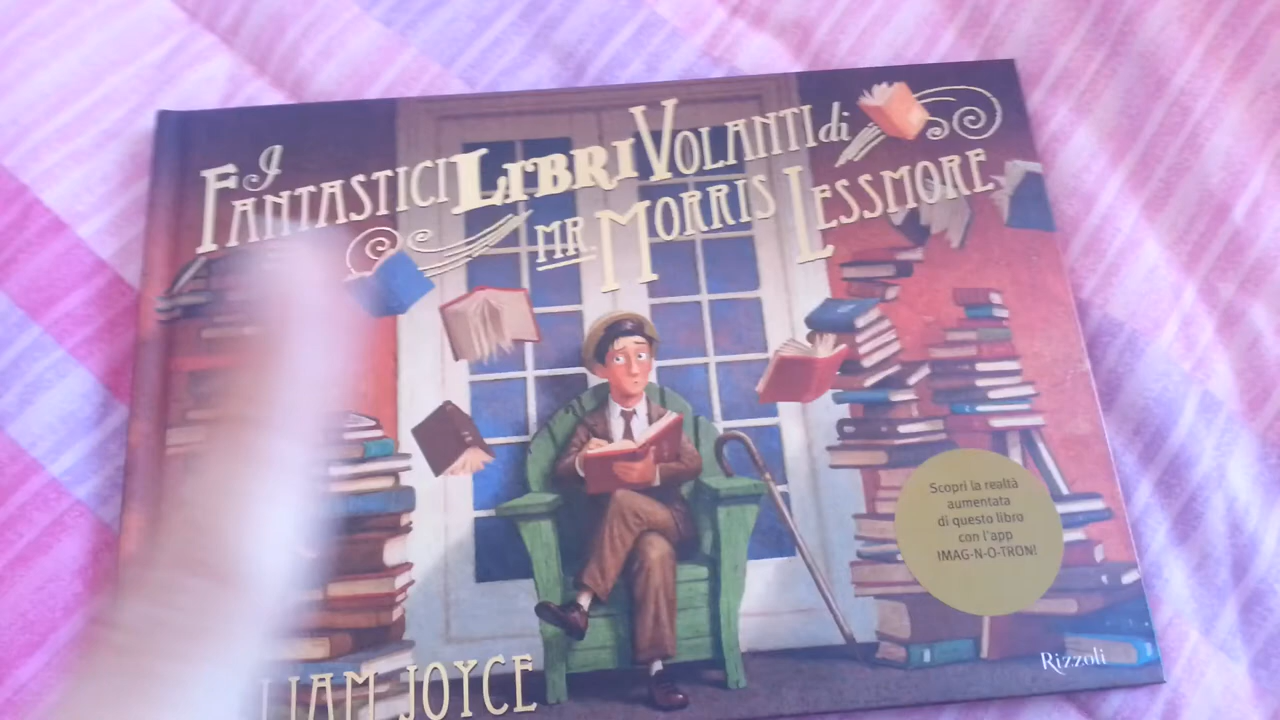 I
FANTASTICI LIBRI VOLANTI di
MR. MORRIS LESSMORE
Scopri la realtà
aumentata
di questo libro
con l'app
IMAG-N-O-TRON!
Rizzoli
JOYCE